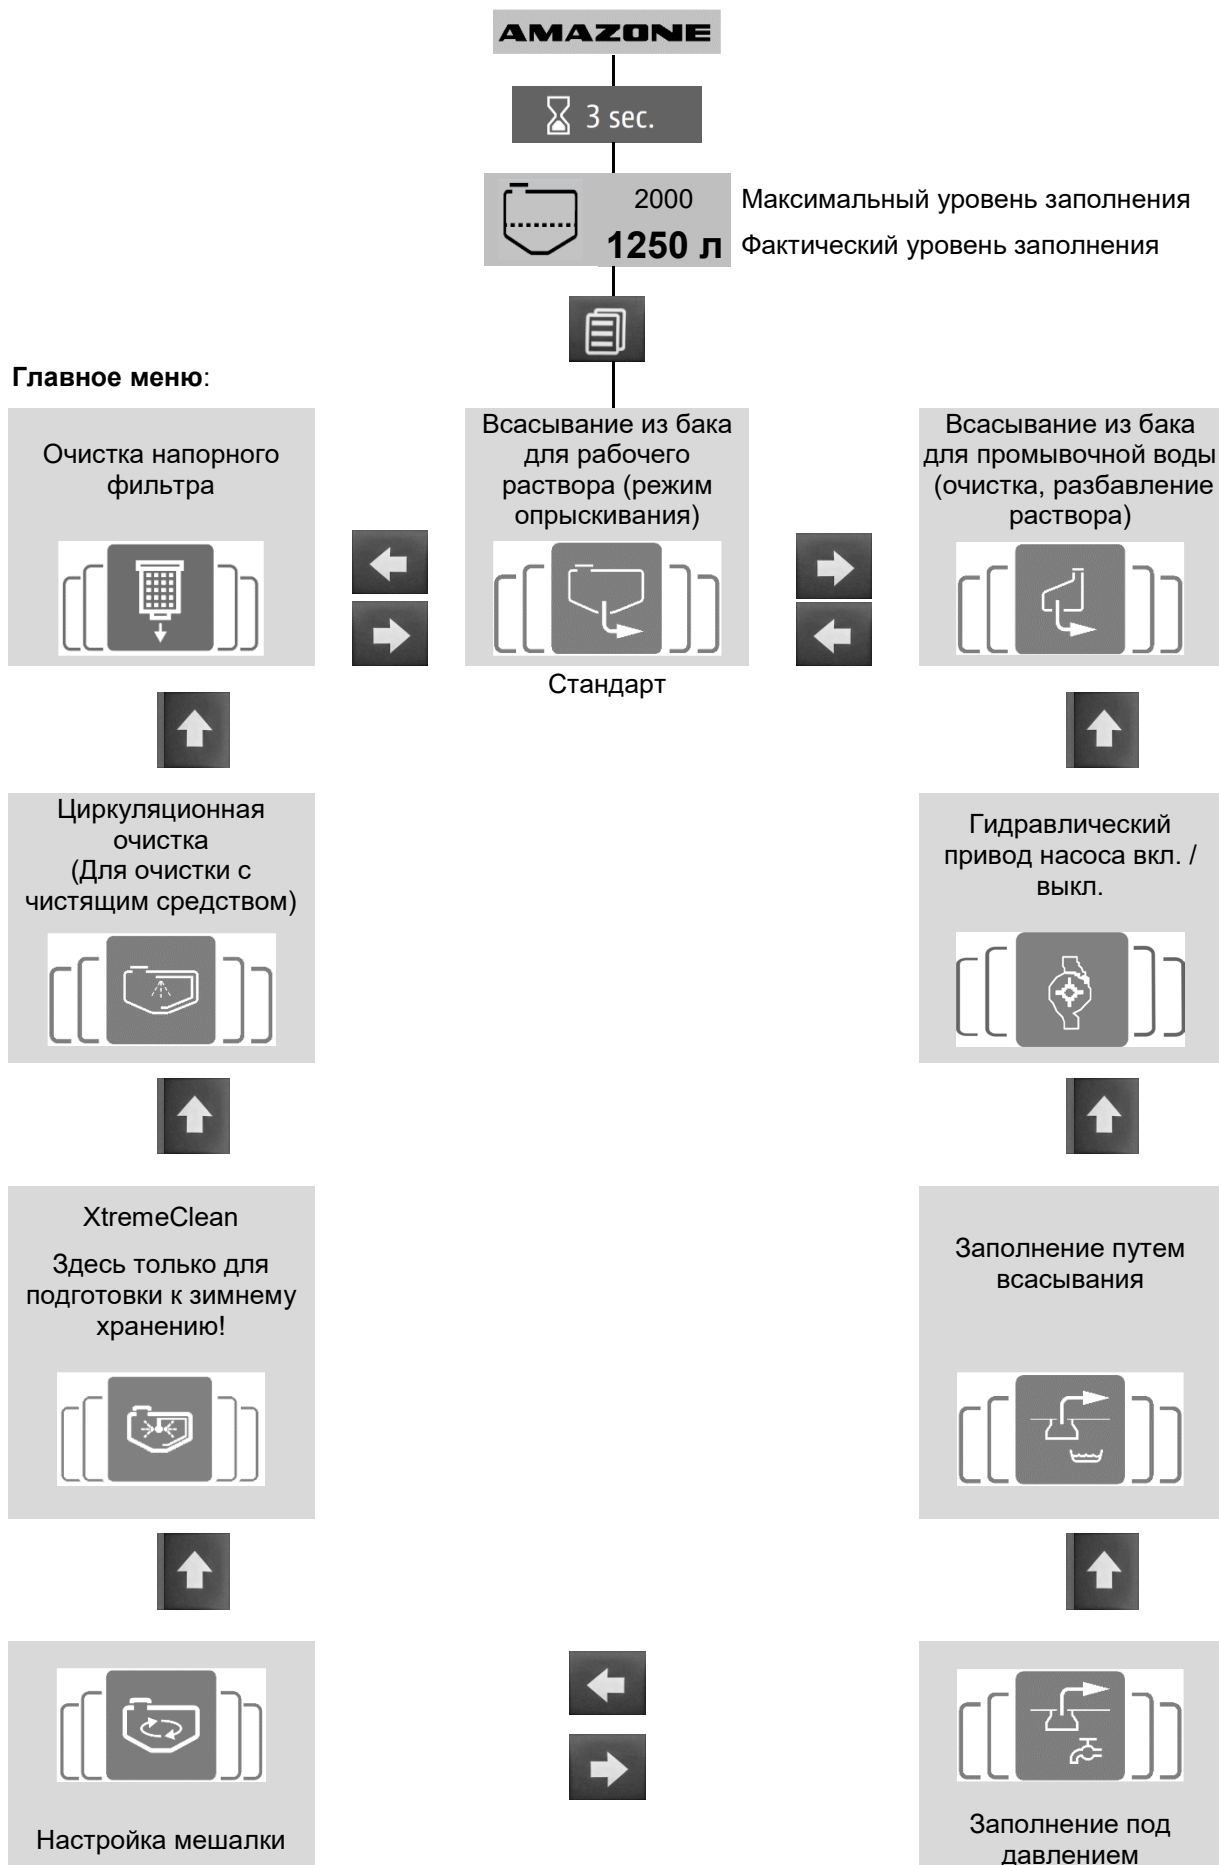 AMAZONE
3 sec.
2000
Максимальный уровень заполнения
1250 л
Фактический уровень заполнения
Главное меню:
Очистка напорного
фильтра
Всасывание из бака
для рабочего
раствора (режим
опрыскивания)
Стандарт
Всасывание из бака
для промывочной воды
(очистка, разбавление
раствора)
Циркуляционная
очистка
(Для очистки с
чистящим средством)
Гидравлический
привод насоса вкл. /
выкл.
XtremeClean
Здесь только для
подготовки к зимнему
хранению!
Заполнение путем
всасывания
Настройка мешалки
Заполнение под
давлением